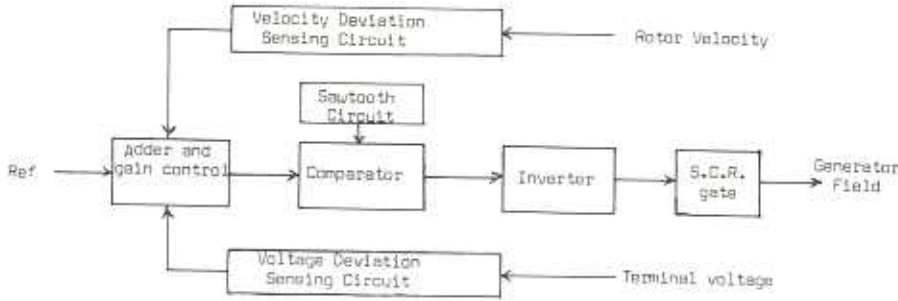 Velocity Deviation
Sensing Circuit
Rotor Velocity
Sawtooth
Circuit
Ref
Adder and
gain control
Comparator
Inverter
S.C.R.
gate
Generator
Field
Voltage Deviation
Sensing Circuit
Terminal voltage